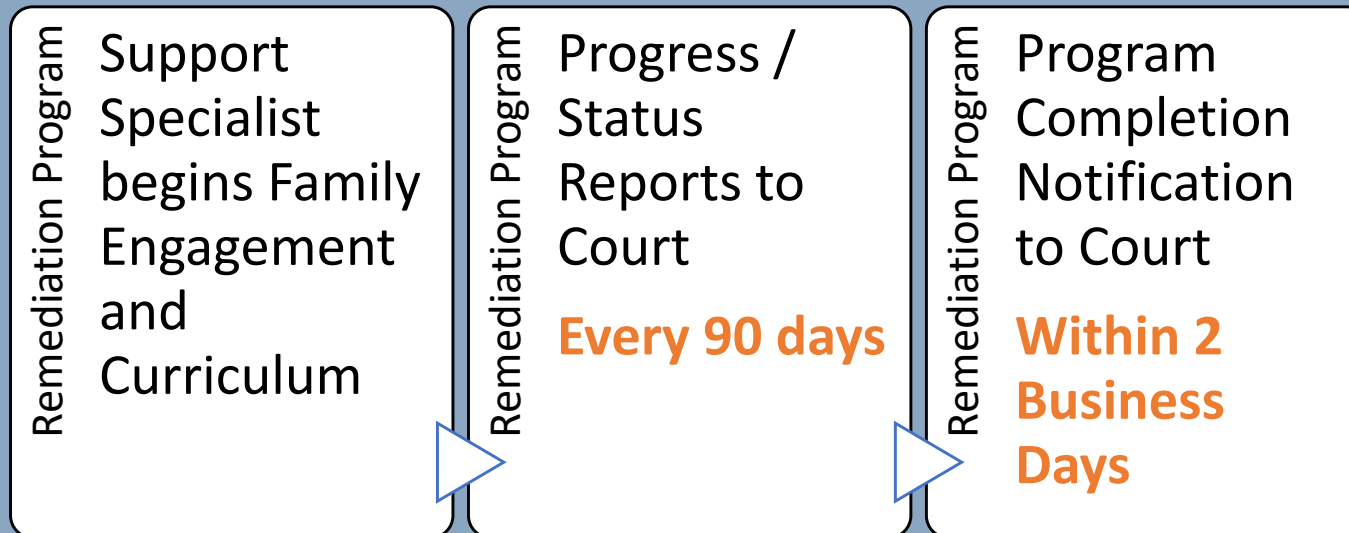 Remediation Program
Support
Specialist
begins Family
Engagement
and
Curriculum
Remediation Program
Progress /
Status
Reports to
Court
Every 90 days
Remediation Program
Program
Completion
Notification
to Court
Within 2
Business
Days